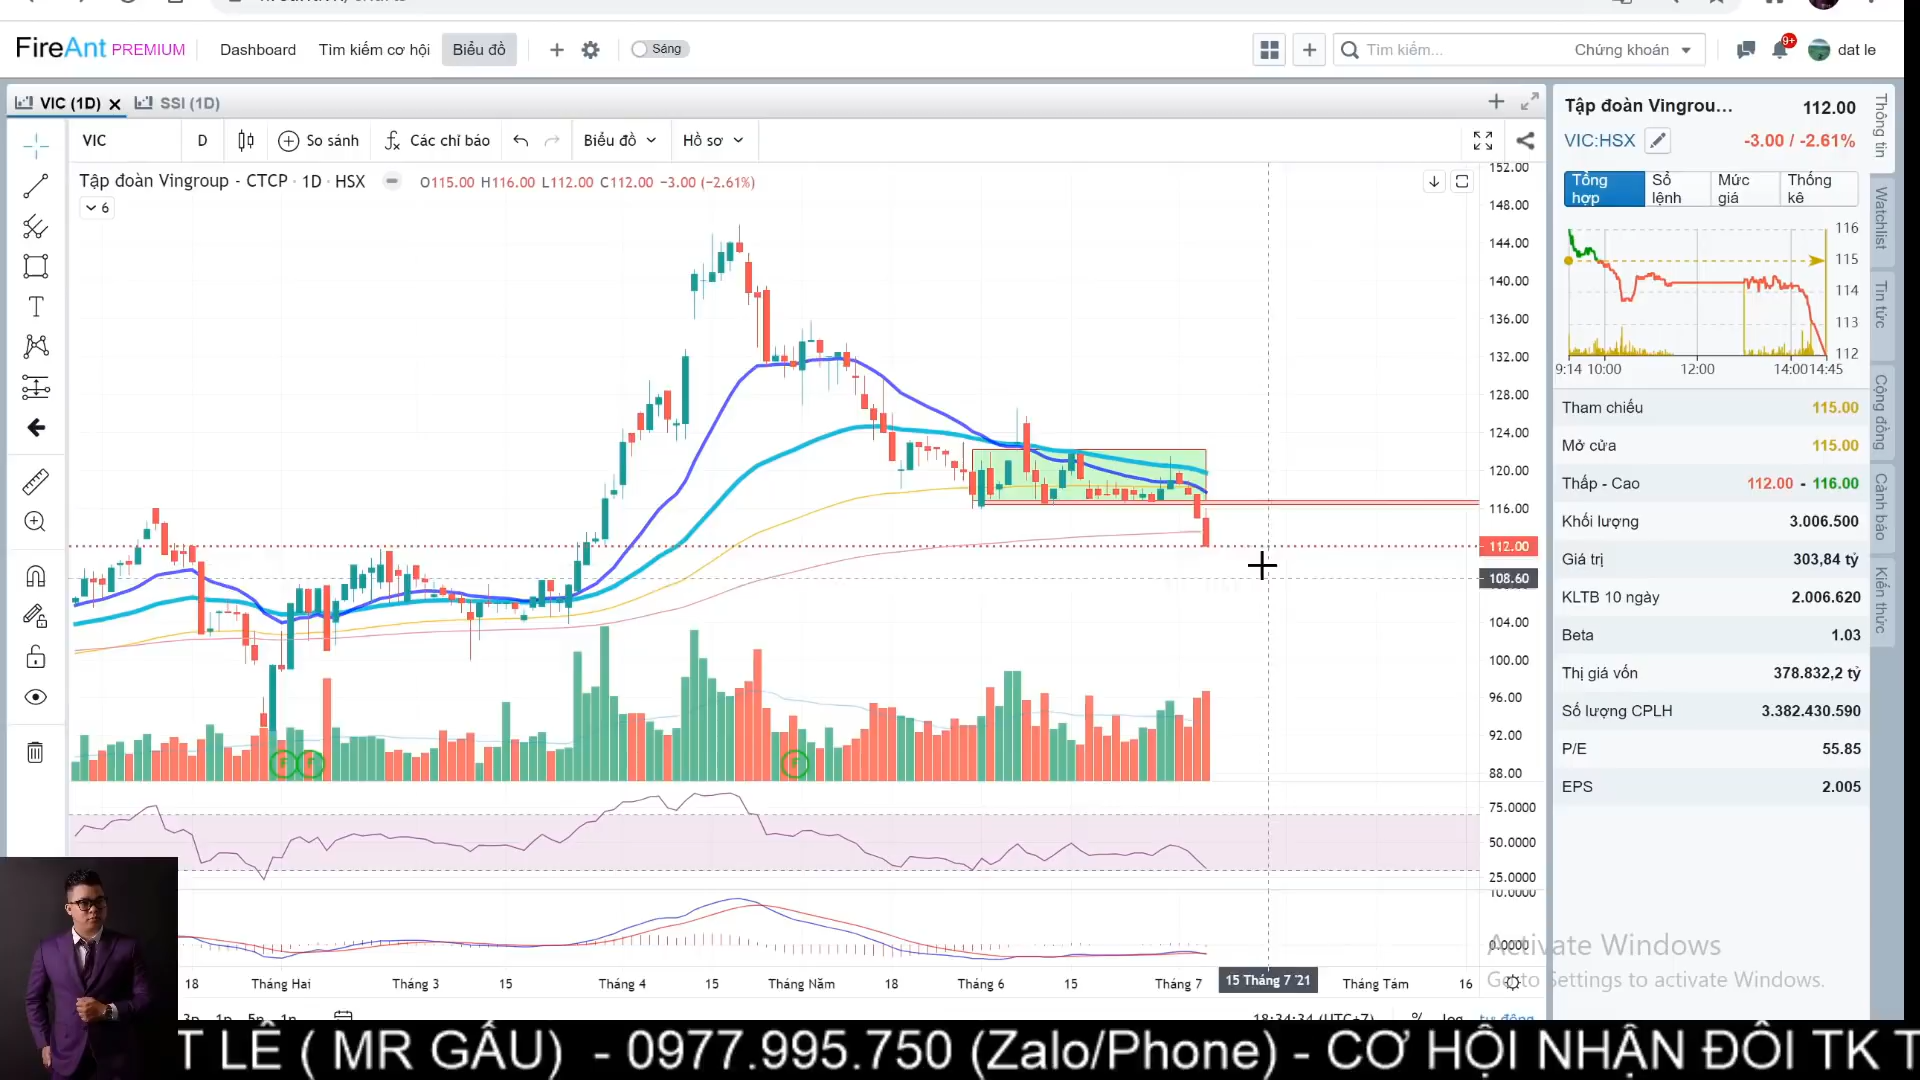 FireAnt PREMIUM
Dashboard
Tìm kiếm cơ hội
Biểu đồ
Sáng
Tìm kiếm...
Chứng khoán
9+
dat le
VIC (1D)
SSI (1D)
VIC
D
So sánh
Các chỉ báo
Biểu đồ
Hồ sơ
Tập đoàn Vingroup - CTCP · 1D · HSX
O115.00 H116.00 L112.00 C112.00 −3.00 (−2.61%)
6
152.00
148.00
144.00
140.00
136.00
132.00
128.00
124.00
120.00
116.00
112.00
108.60
104.00
100.00
96.00
92.00
88.00
75.0000
50.0000
25.0000
10.0000
0.0000
F
F
F
18
Tháng Hai
Tháng 3
15
Tháng 4
15
Tháng Năm
18
Tháng 6
15
Tháng 7
15 Tháng 7 '21
Tháng Tám
16
18:34:34 (UTC+7)
%
log
tự động
Tập đoàn Vingrou...
112.00
VIC:HSX
-3.00 / -2.61%
Tổng hợp
Sổ lệnh
Mức giá
Thống kê
116
115
114
113
112
9:14
10:00
12:00
14:00
14:45
Tham chiếu 115.00
Mở cửa 115.00
Thấp - Cao 112.00 - 116.00
Khối lượng 3.006.500
Giá trị 303,84 tỷ
KLTB 10 ngày 2.006.620
Beta 1.03
Thị giá vốn 378.832,2 tỷ
Số lượng CPLH 3.382.430.590
P/E 55.85
EPS 2.005
Thông tin
Watchlist
Tin tức
Cộng đồng
Cảnh báo
Kiến thức
Activate Windows
Go to Settings to activate Windows.
T LÊ ( MR GẤU) - 0977.995.750 (Zalo/Phone) - CƠ HỘI NHẬN ĐÔI TK T